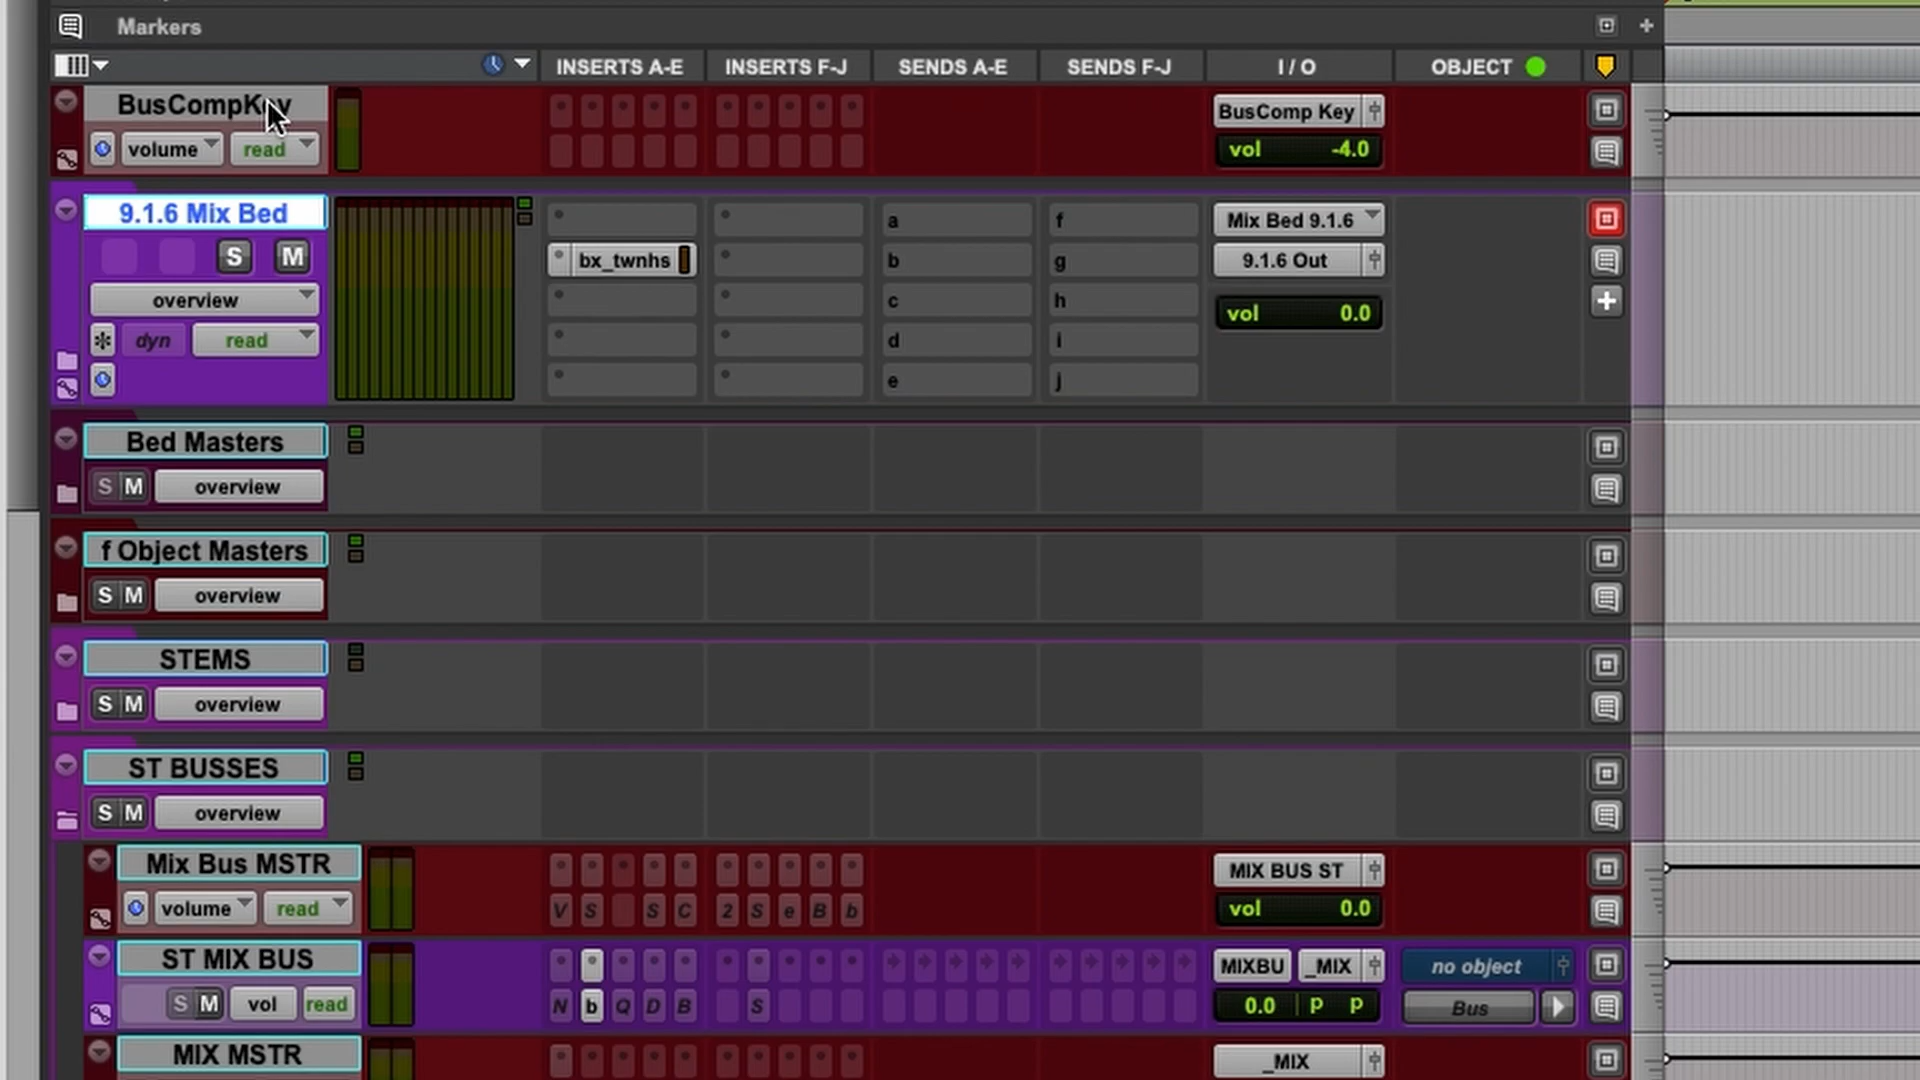 Markers
INSERTS A-E INSERTS F-J SENDS A-E SENDS F-J I / O OBJECT
BusCompKey BusComp Key
volume read vol -4.0
9.1.6 Mix Bed a f Mix Bed 9.1.6
S M bx_twnhs b g 9.1.6 Out
overview c h vol 0.0
dyn read d i
e j
Bed Masters
S M overview
f Object Masters
S M overview
STEMS
S M overview
ST BUSSES
S M overview
Mix Bus MSTR MIX BUS ST
volume read V S S C 2 S e B b vol 0.0
ST MIX BUS MIXBU _MIX no object
S M vol read N b Q D B S 0.0 p p Bus
MIX MSTR _MIX